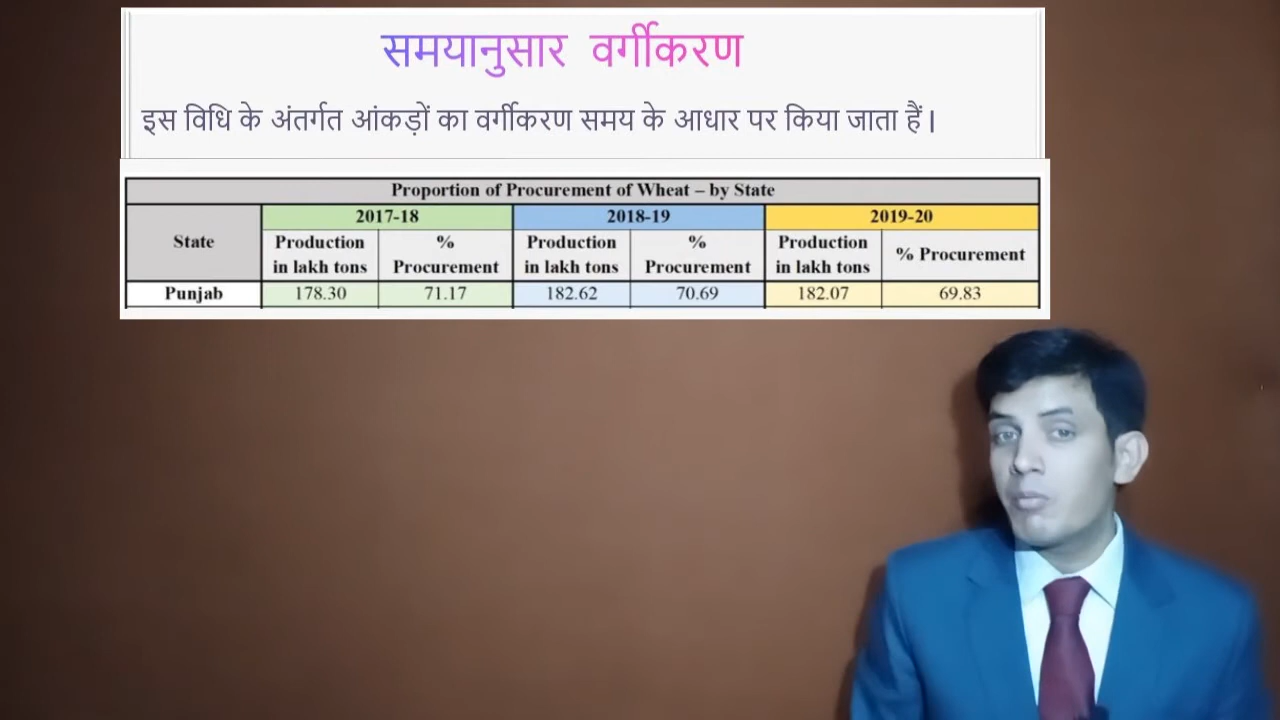 समयानुसार वर्गीकरण
इस विधि के अंतर्गत आंकड़ों का वर्गीकरण समय के आधार पर किया जाता हैं।
Proportion of Procurement of Wheat – by State
State 2017-18 2018-19 2019-20
Production in lakh tons % Procurement Production in lakh tons % Procurement Production in lakh tons % Procurement
Punjab 178.30 71.17 182.62 70.69 182.07 69.83